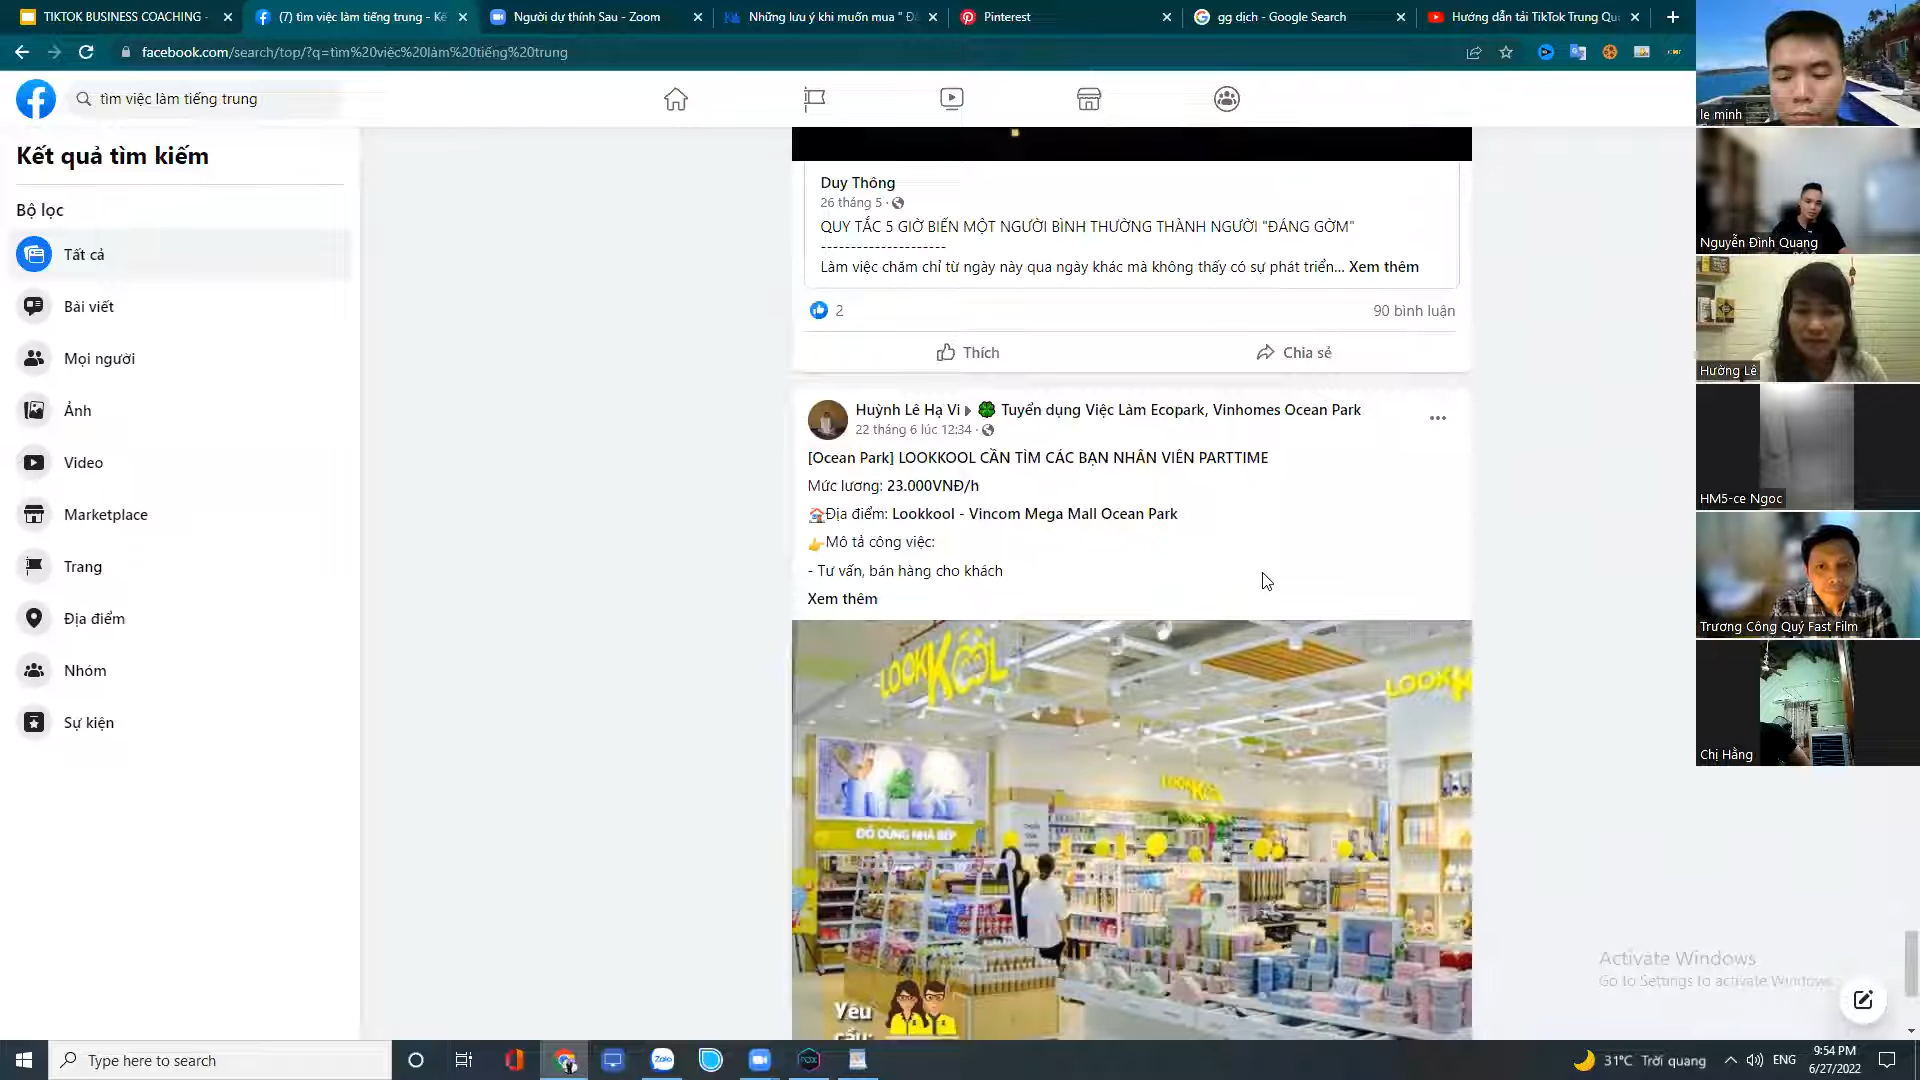 TIKTOK BUSINESS COACHING -
(7) tìm việc làm tiếng trung - Kế
Người dự thính Sau - Zoom
Những lưu ý khi muốn mua "
Pinterest
gg dịch - Google Search
Hướng dẫn tải TikTok Trung Qu
facebook.com/search/top/?q=tìm%20việc%20làm%20tiếng%20trung
tìm việc làm tiếng trung
Kết quả tìm kiếm
Bộ lọc
Tất cả
Bài viết
Mọi người
Ảnh
Video
Marketplace
Trang
Địa điểm
Nhóm
Sự kiện
Duy Thông
26 tháng 5 ·
QUY TẮC 5 GIỜ BIẾN MỘT NGƯỜI BÌNH THƯỜNG THÀNH NGƯỜI "ĐÁNG GỜM"
---------------------
Làm việc chăm chỉ từ ngày này qua ngày khác mà không thấy có sự phát triển... Xem thêm
2
90 bình luận
Thích
Chia sẻ
Huỳnh Lê Hạ Vi ▸ 🍀 Tuyển dụng Việc Làm Ecopark, Vinhomes Ocean Park
22 tháng 6 lúc 12:34 ·
[Ocean Park] LOOKKOOL CẦN TÌM CÁC BẠN NHÂN VIÊN PARTTIME
Mức lương: 23.000VNĐ/h
🏠Địa điểm: Lookkool - Vincom Mega Mall Ocean Park
👉Mô tả công việc:
- Tư vấn, bán hàng cho khách
Xem thêm
LOOKKOOL
LOOKK
LOOKKOOL
ĐỒ DÙNG NHÀ BẾP
Yêu
cầu:
le minh
Nguyễn Đình Quang
Hường Lê
HM5-ce Ngoc
Trương Công Quý Fast Film
Chị Hằng
Activate Windows
Go to Settings to activate Windows.
Type here to search
Zalo
31°C Trời quang
ENG
9:54 PM
6/27/2022